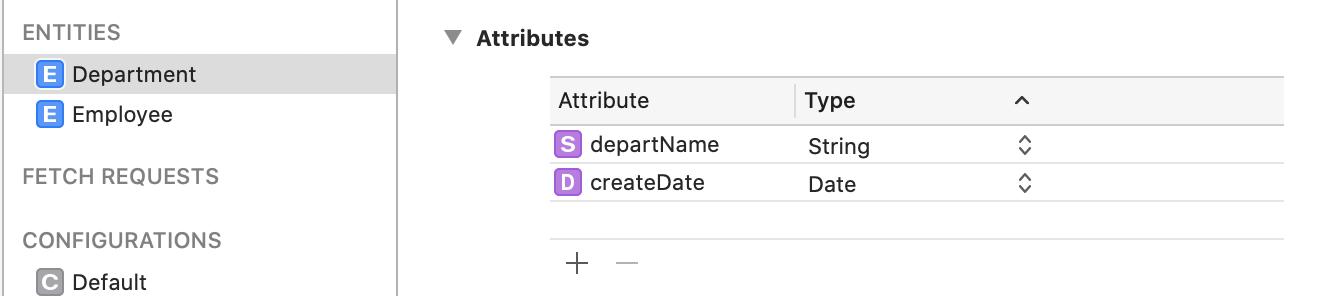 ENTITIES
E Department
E Employee
FETCH REQUESTS
CONFIGURATIONS
C Default
Attributes
Attribute Type
S departName String
D createDate Date